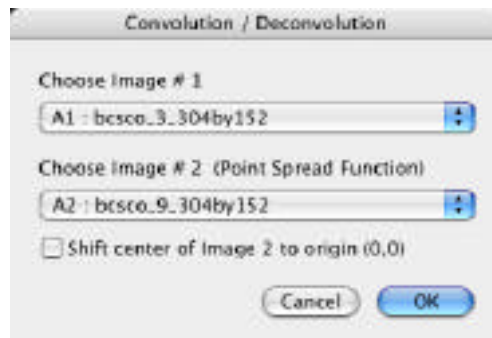 Convolution / Deconvolution
Choose Image # 1
A1 : bcsco_3_304by152
Choose Image # 2 (Point Spread Function)
A2 : bcsco_9_304by152
Shift center of Image 2 to origin (0,0)
Cancel OK